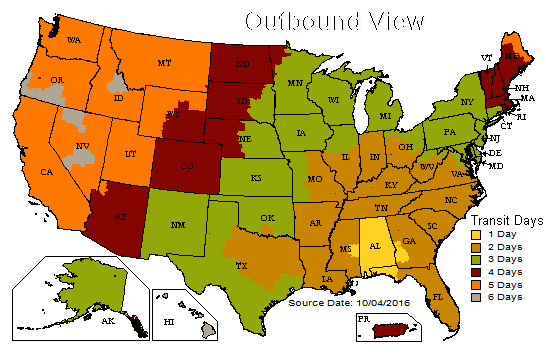 Outbound View
WA
OR
CA
NV
ID
MT
WY
UT
AZ
CO
NM
ND
SD
NE
KS
OK
TX
MN
IA
MO
AR
LA
WI
IL
MI
IN
OH
KY
TN
MS
AL
GA
FL
SC
NC
VA
WV
PA
NY
VT
ME
NH
MA
RI
CT
NJ
DE
MD
AK
HI
PR
Transit Days
1 Day
2 Days
3 Days
4 Days
5 Days
6 Days
Source Date: 10/04/2016